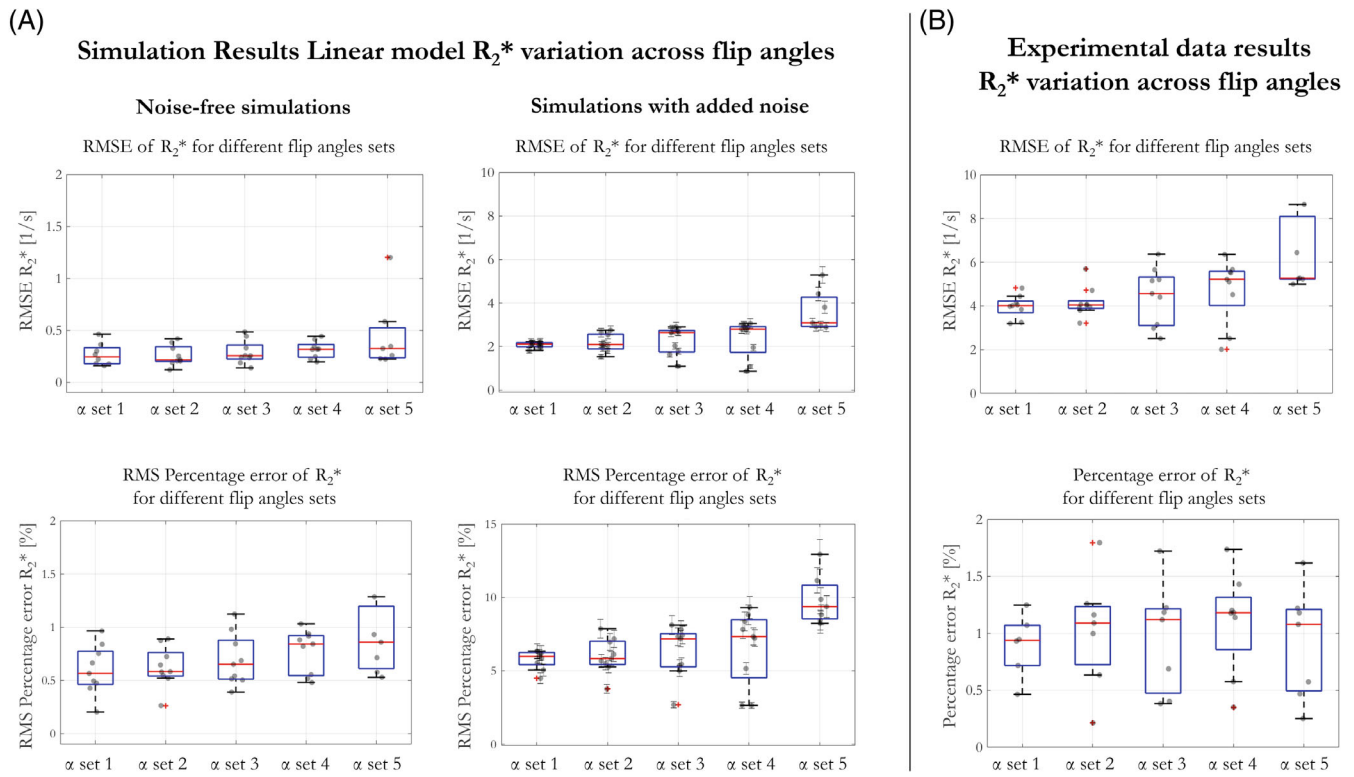 (A)
Simulation Results Linear model R₂* variation across flip angles
Noise-free simulations
RMSE of R₂* for different flip angles sets
RMSE R₂* [1/s]
2
1.5
1
0.5
0
α set 1 α set 2 α set 3 α set 4 α set 5
Simulations with added noise
RMSE of R₂* for different flip angles sets
RMSE R₂* [1/s]
10
8
6
4
2
0
α set 1 α set 2 α set 3 α set 4 α set 5
RMS Percentage error of R₂*
for different flip angles sets
RMS Percentage error R₂* [%]
2
1.5
1
0.5
0
α set 1 α set 2 α set 3 α set 4 α set 5
RMS Percentage error of R₂*
for different flip angles sets
RMS Percentage error R₂* [%]
15
10
5
0
α set 1 α set 2 α set 3 α set 4 α set 5
(B)
Experimental data results
R₂* variation across flip angles
RMSE of R₂* for different flip angles sets
RMSE R₂* [1/s]
10
8
6
4
2
0
α set 1 α set 2 α set 3 α set 4 α set 5
Percentage error of R₂*
for different flip angles sets
Percentage error R₂* [%]
2
1.5
1
0.5
0
α set 1 α set 2 α set 3 α set 4 α set 5